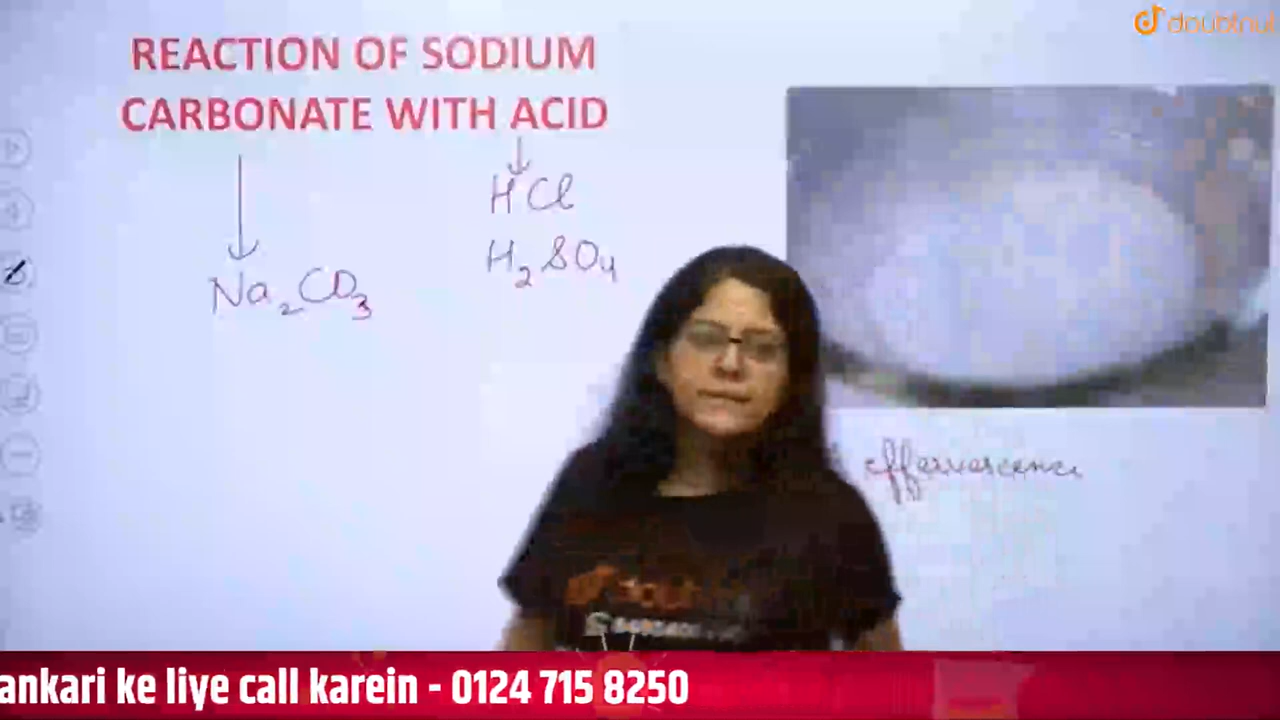 doubtnut
REACTION OF SODIUM
CARBONATE WITH ACID
HCl
H₂SO₄
Na₂CO₃
effervescence
ankari ke liye call karein - 0124 715 8250